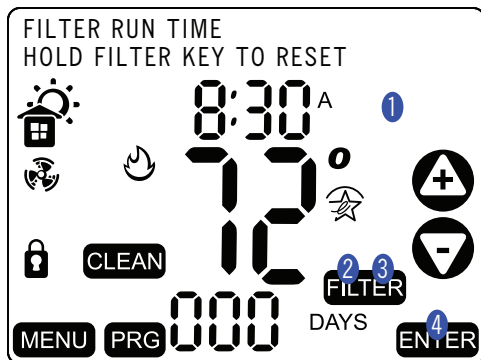 FILTER RUN TIME
HOLD FILTER KEY TO RESET
8:30 A
1
72°
CLEAN
2 3
FILTER
000 DAYS
4
MENU PRG ENTER